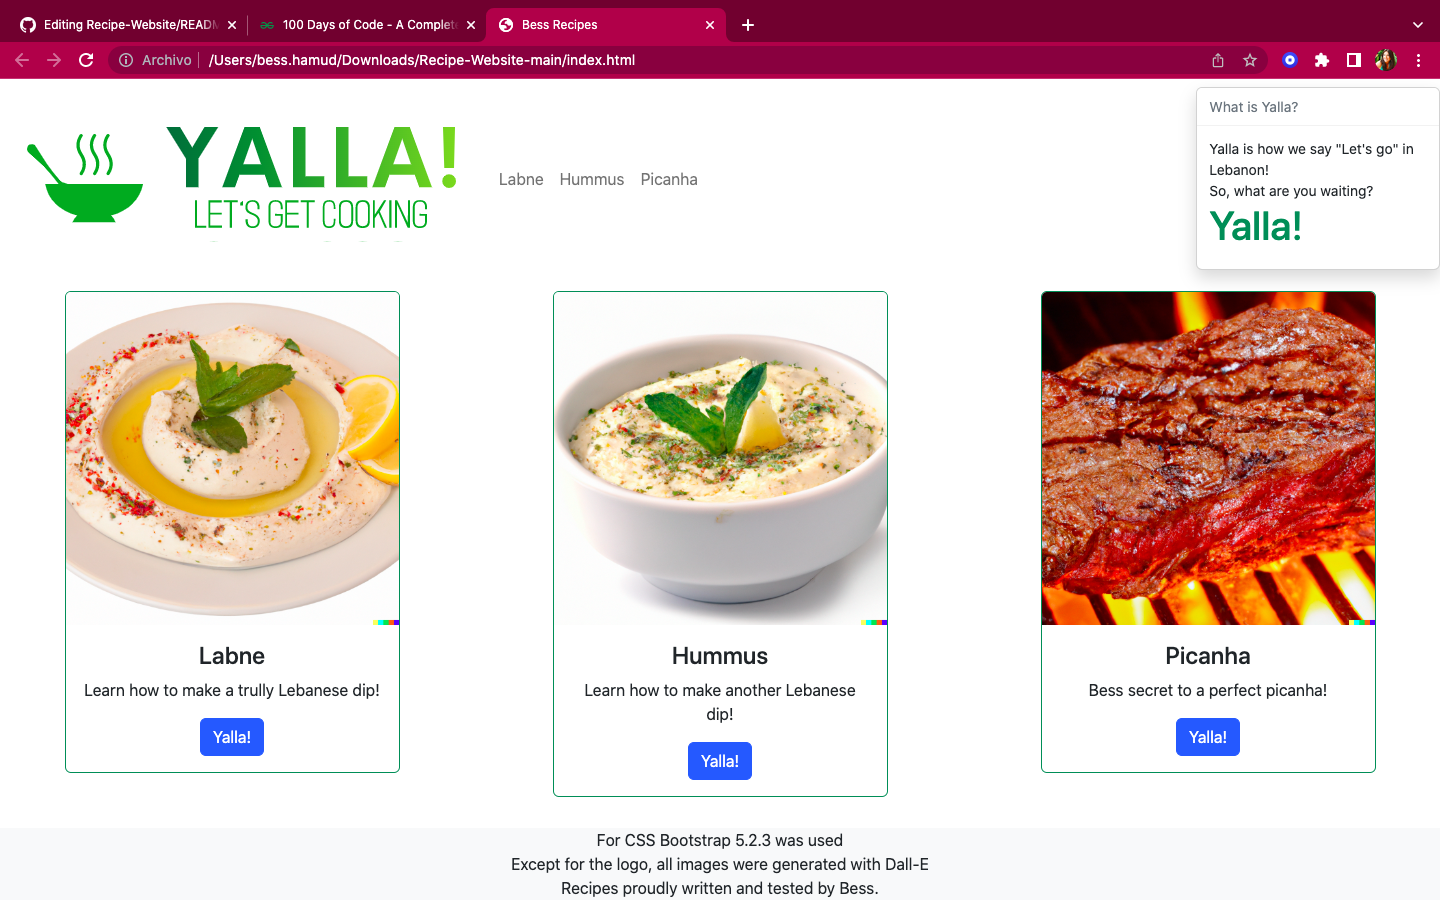 Editing Recipe-Website/READM
100 Days of Code - A Complete
Bess Recipes
Archivo
/Users/bess.hamud/Downloads/Recipe-Website-main/index.html
YALLA!
LET'S GET COOKING
Labne
Hummus
Picanha
What is Yalla?
Yalla is how we say "Let's go" in
Lebanon!
So, what are you waiting?
Yalla!
Labne
Learn how to make a trully Lebanese dip!
Yalla!
Hummus
Learn how to make another Lebanese
dip!
Yalla!
Picanha
Bess secret to a perfect picanha!
Yalla!
For CSS Bootstrap 5.2.3 was used
Except for the logo, all images were generated with Dall-E
Recipes proudly written and tested by Bess.